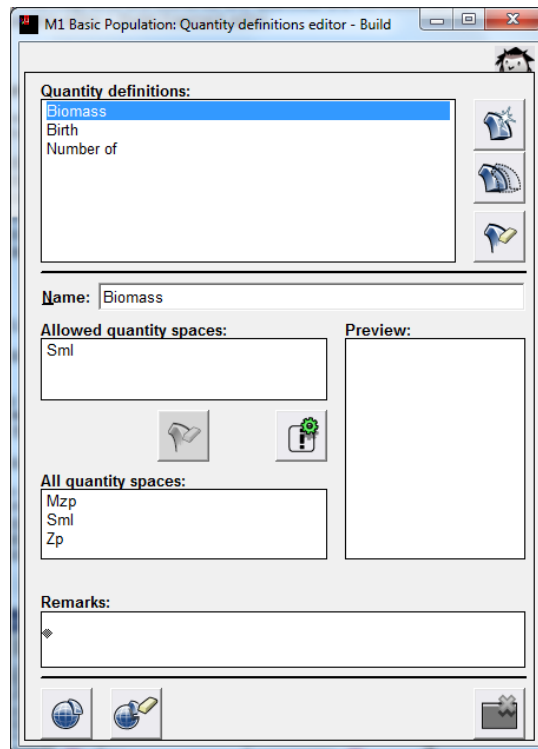 M1 Basic Population: Quantity definitions editor - Build
Quantity definitions:
Biomass
Birth
Number of
Name: Biomass
Allowed quantity spaces:
Preview:
Sml
All quantity spaces:
Mzp
Sml
Zp
Remarks: